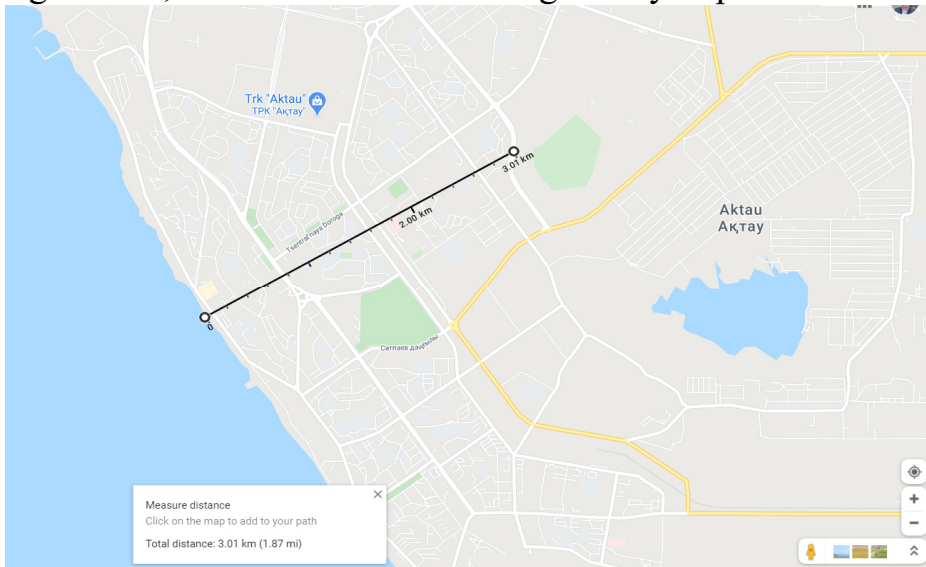 Trk "Aktau"
ТРК "Ақтау"
3.01 km
2.00 km
Tsentral'naya Doroga
Aktau
Ақтау
0
Сатпаев даңғылы
Measure distance
Click on the map to add to your path
Total distance: 3.01 km (1.87 mi)